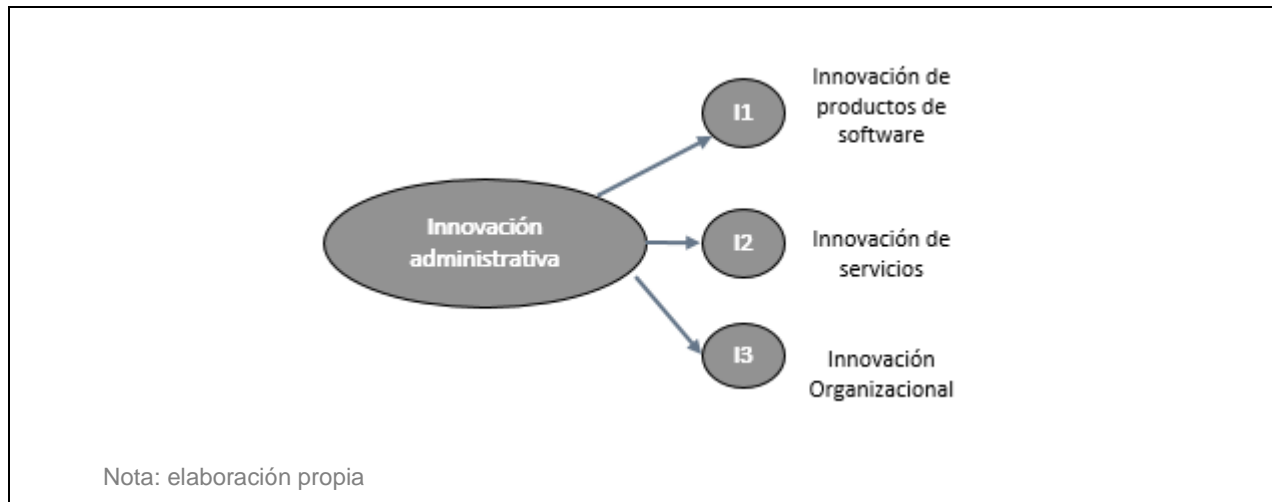 I1
Innovación de
productos de
software
Innovación
administrativa
I2
Innovación de
servicios
I3
Innovación
Organizacional
Nota: elaboración propia